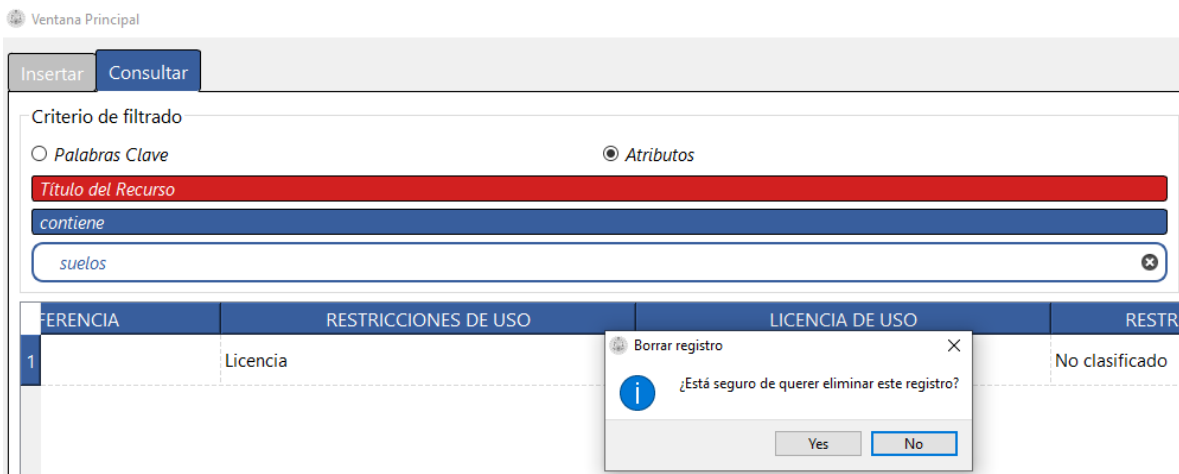 Ventana Principal
Insertar Consultar
Criterio de filtrado
Palabras Clave Atributos
Título del Recurso
contiene
suelos
FERENCIA RESTRICCIONES DE USO LICENCIA DE USO RESTR
Borrar registro
1 Licencia No clasificado
¿Está seguro de querer eliminar este registro?
Yes No